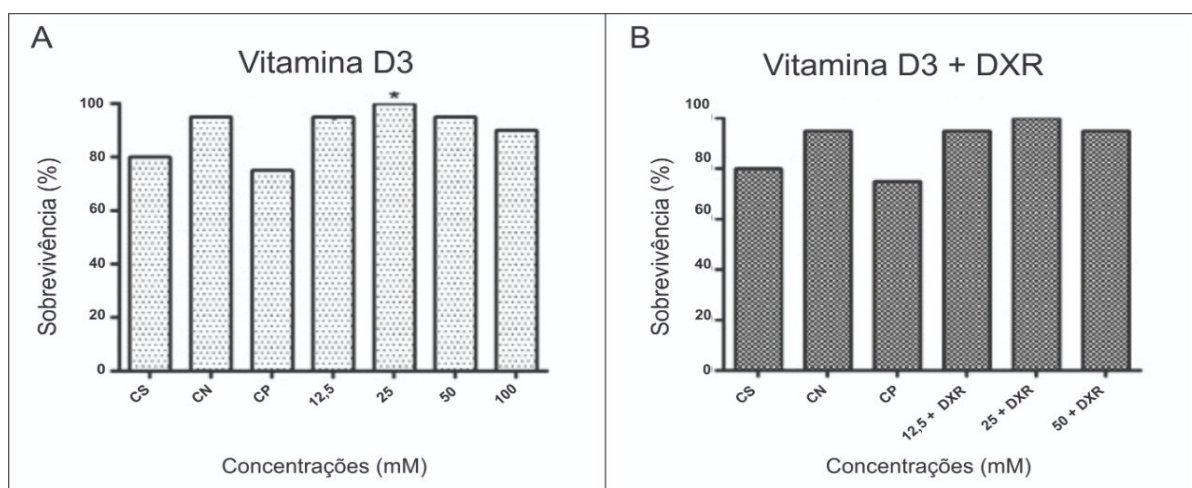 A
Vitamina D3
Sobrevivência (%)
100
80
60
40
20
0
*
CS
CN
CP
12,5
25
50
100
Concentrações (mM)
B
Vitamina D3 + DXR
Sobrevivência (%)
100
80
60
40
20
0
CS
CN
CP
12,5 + DXR
25 + DXR
50 + DXR
Concentrações (mM)